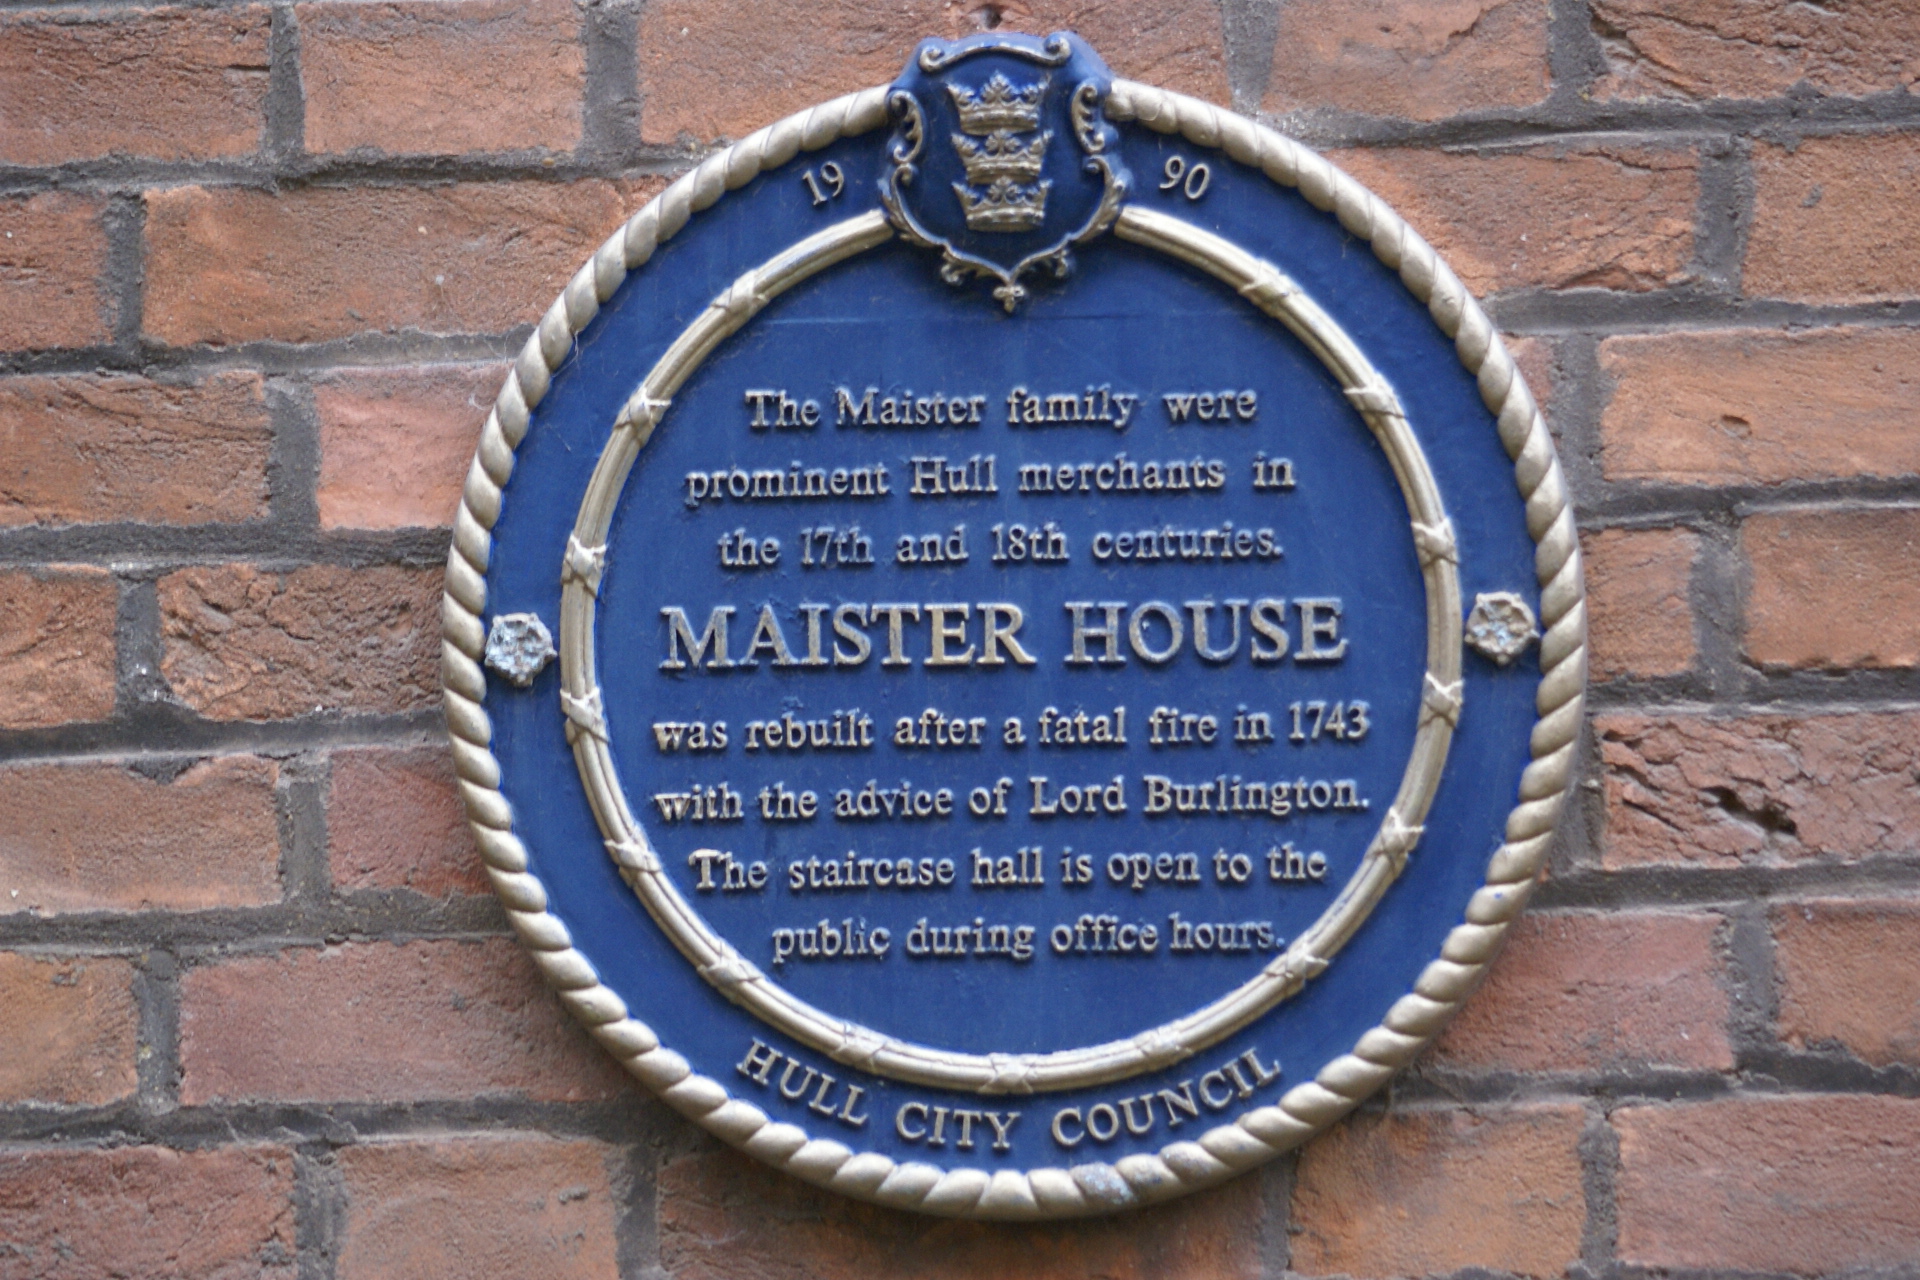 19 90
The Maister family were
prominent Hull merchants in
the 17th and 18th centuries.
MAISTER HOUSE
was rebuilt after a fatal fire in 1743
with the advice of Lord Burlington.
The staircase hall is open to the
public during office hours.
HULL CITY COUNCIL